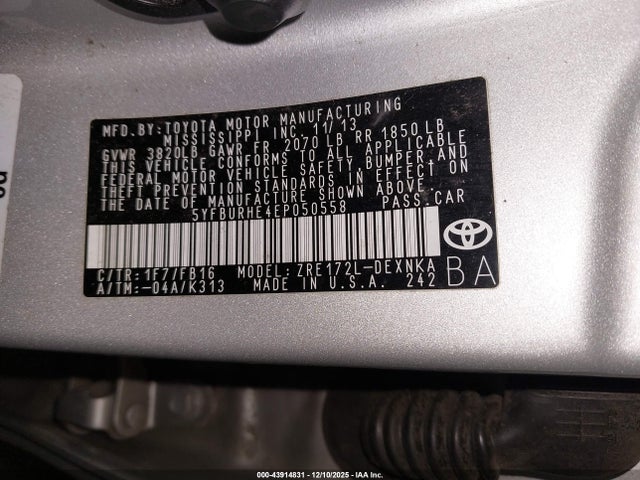 MFD. BY: TOYOTA MOTOR MANUFACTURING
MISSISSIPPI INC. 11/13
GVWR 3820LB GAWR FR 2070 LB RR 1850 LB
THIS VEHICLE CONFORMS TO ALL APPLICABLE
FEDERAL MOTOR VEHICLE SAFETY, BUMPER, AND
THEFT PREVENTION STANDARDS IN EFFECT ON
THE DATE OF MANUFACTURE SHOWN ABOVE.
5YFBURHE4EP050558 PASS CAR
C/TR: 1F7/FB16 MODEL: ZRE172L-DEXNKA
A/TM: -04A/K313 MADE IN U.S.A. 242
BA
000-43914831 - 12/10/2025 - IAA Inc.